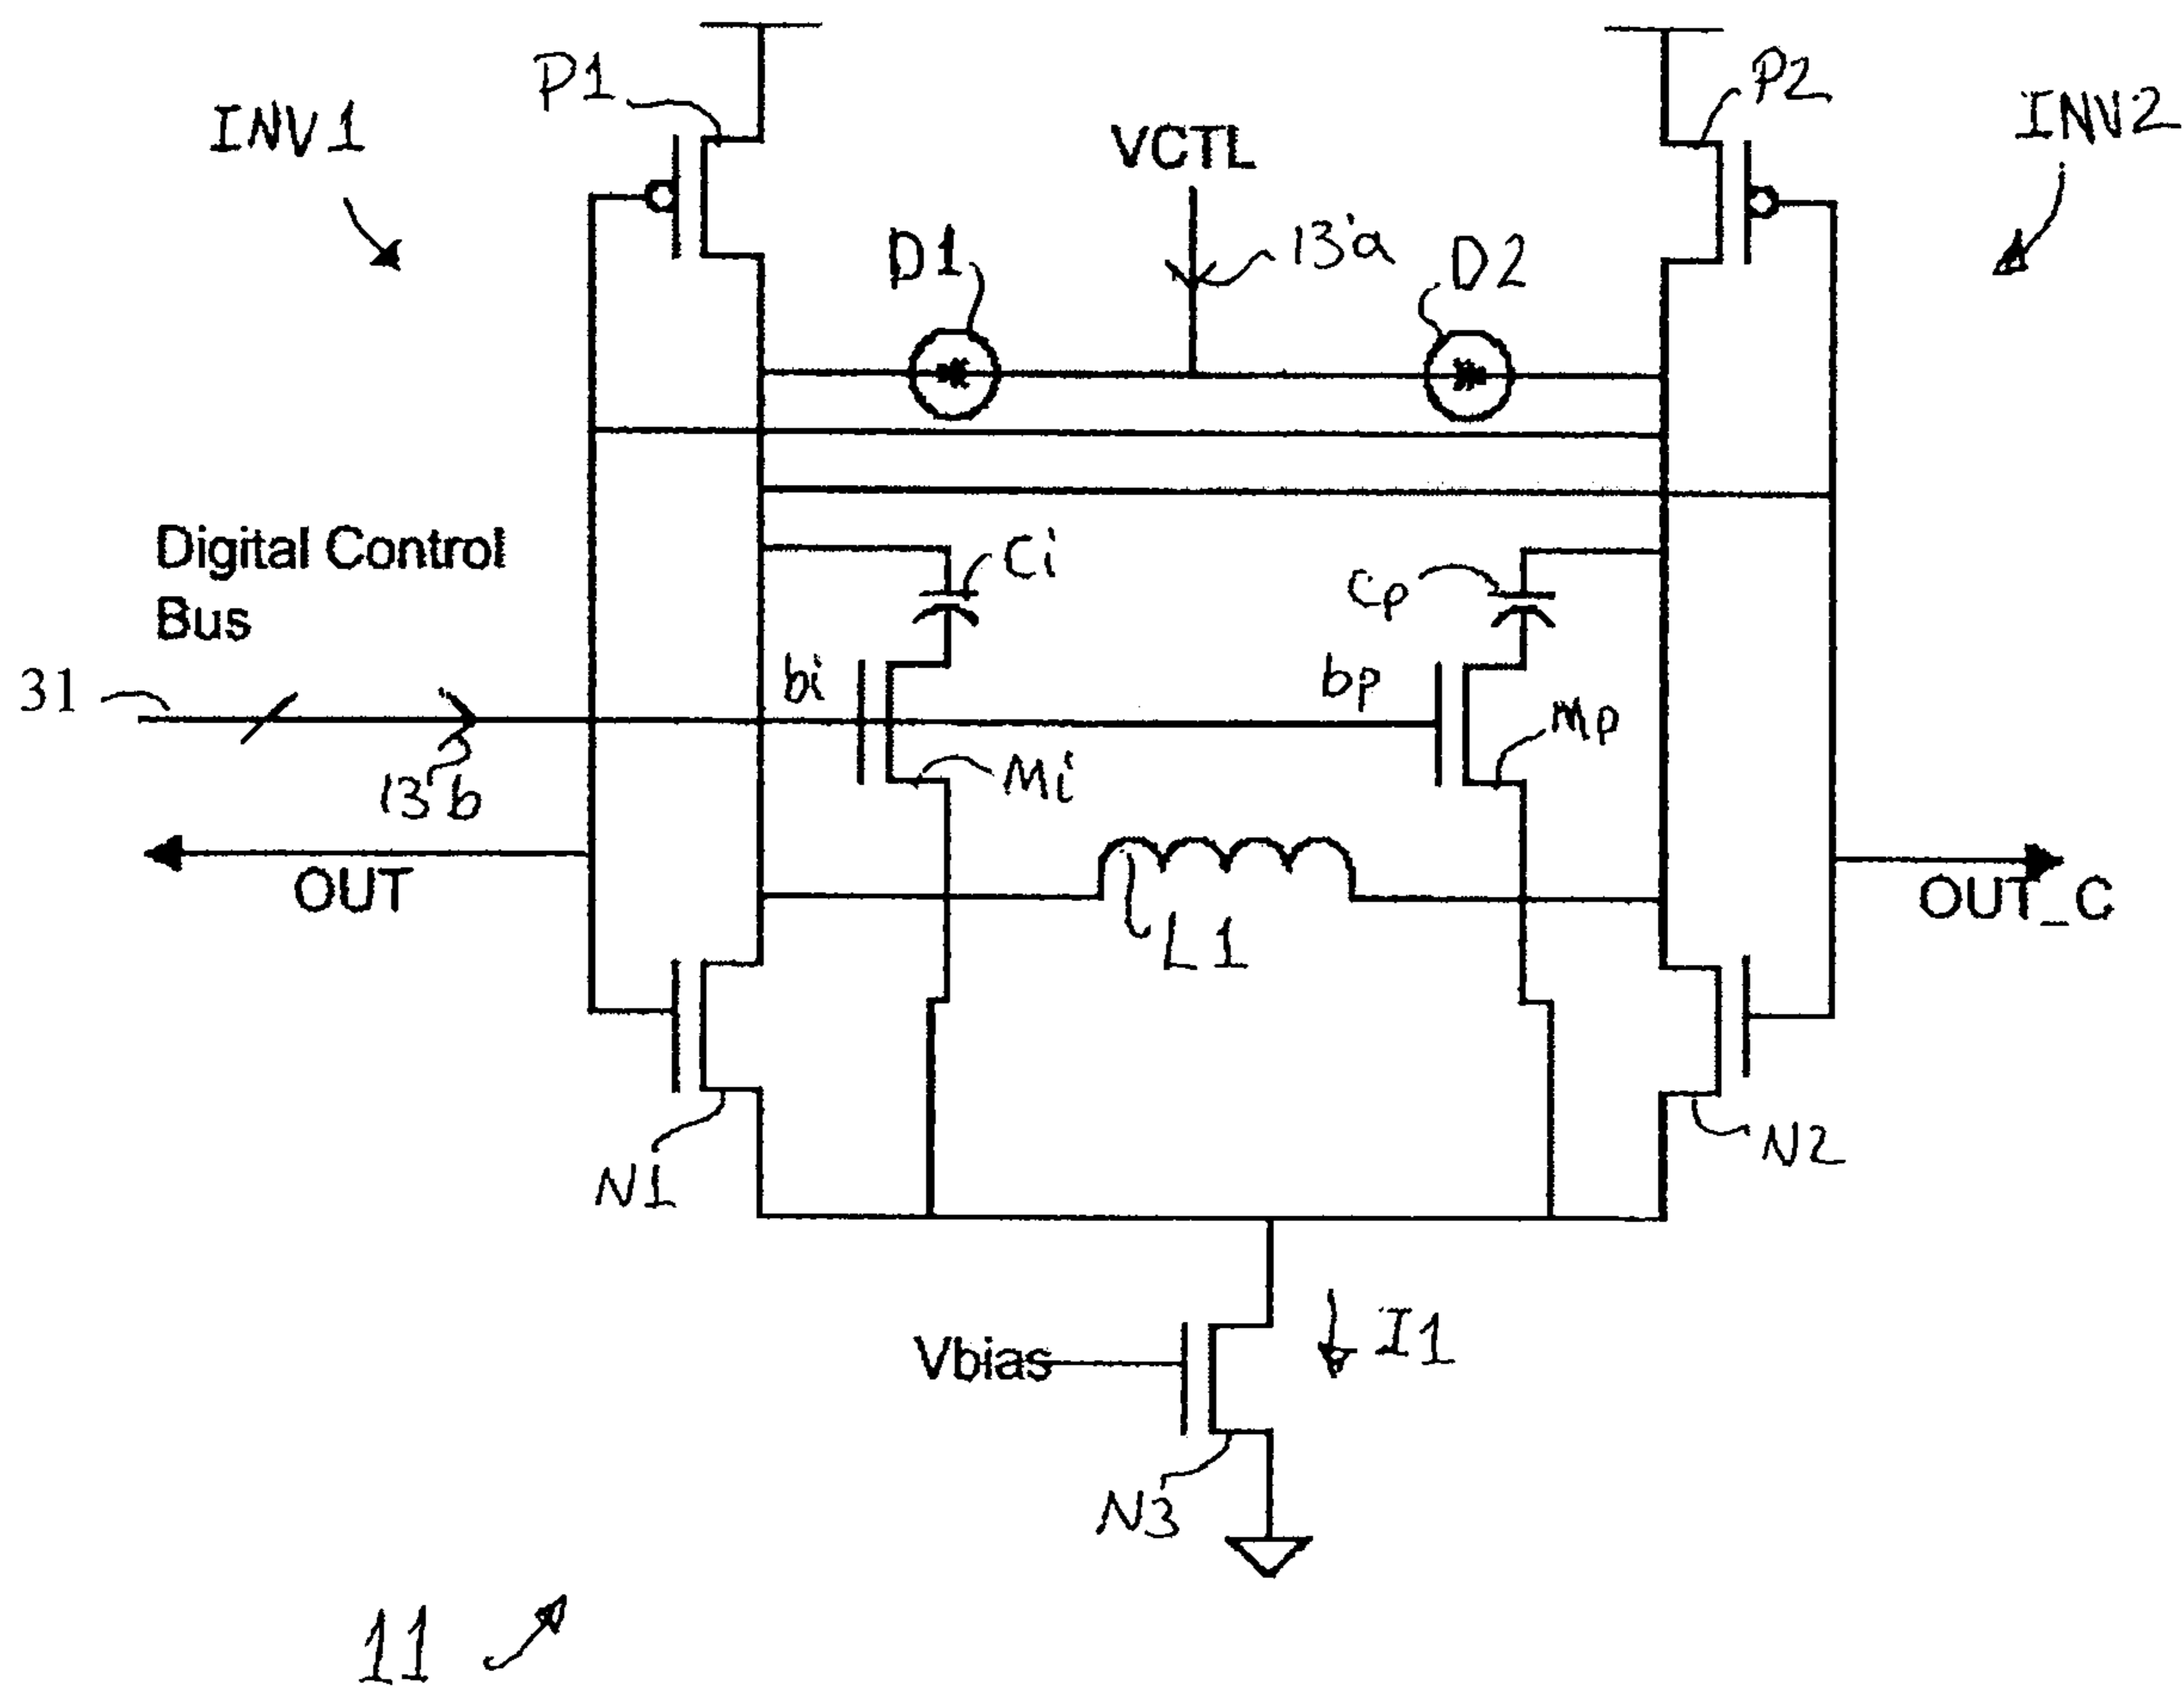 P1
P2
INV1
INV2
VCTL
D1
13'a
D2
Digital Control
Bus
Ci
Cp
31
bi
bp
Mi
Mp
13'b
OUT
OUT_C
L1
N1
N2
Vbias
I1
N3
11